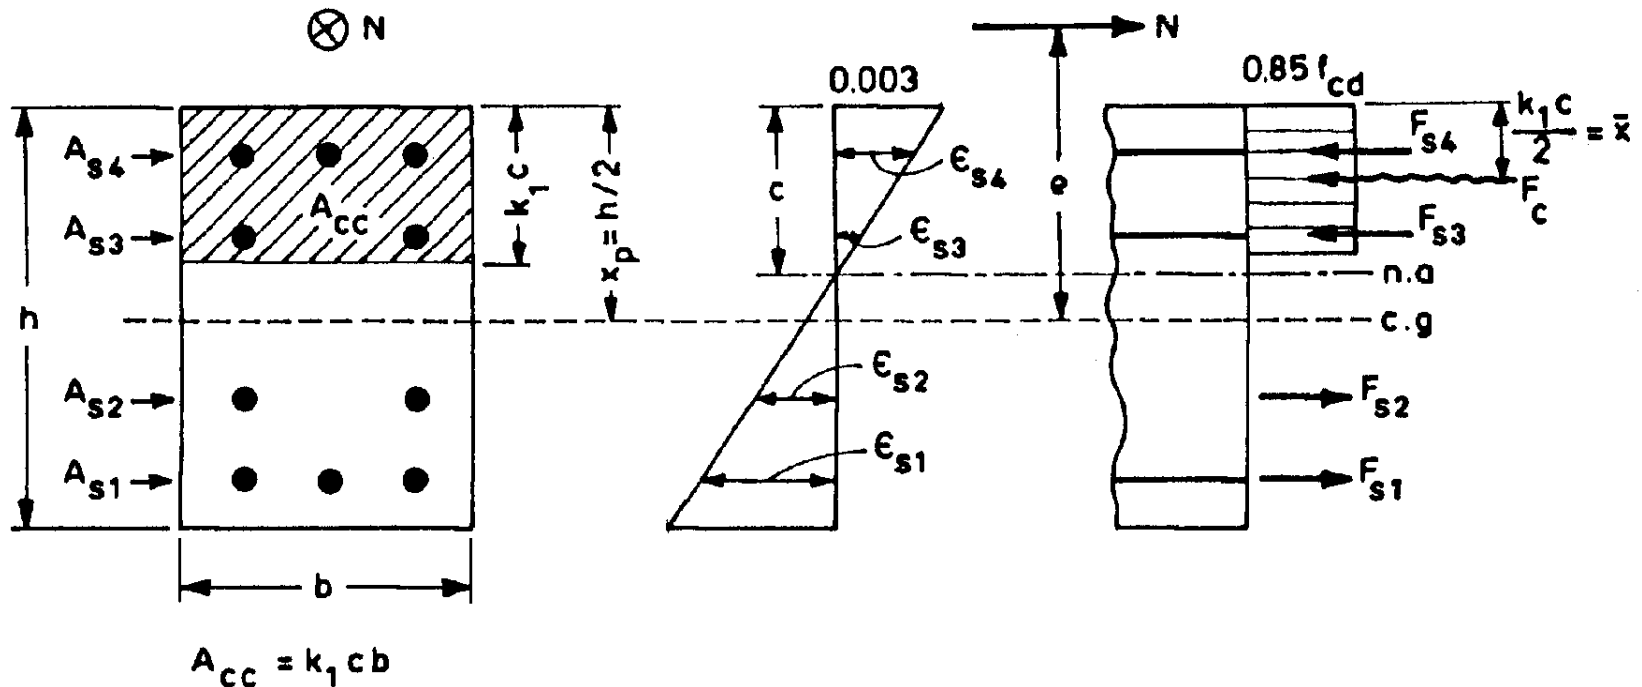 ⊗ N
h
A_s4
A_s3
A_s2
A_s1
A_cc
k_1 c
x_p = h/2
b
A_cc = k_1 c b
0.003
c
ϵ_s4
ϵ_s3
ϵ_s2
ϵ_s1
N
e
0.85 f_cd
k_1 c / 2 = x̄
F_s4
F_c
F_s3
n.a
c.g
F_s2
F_s1